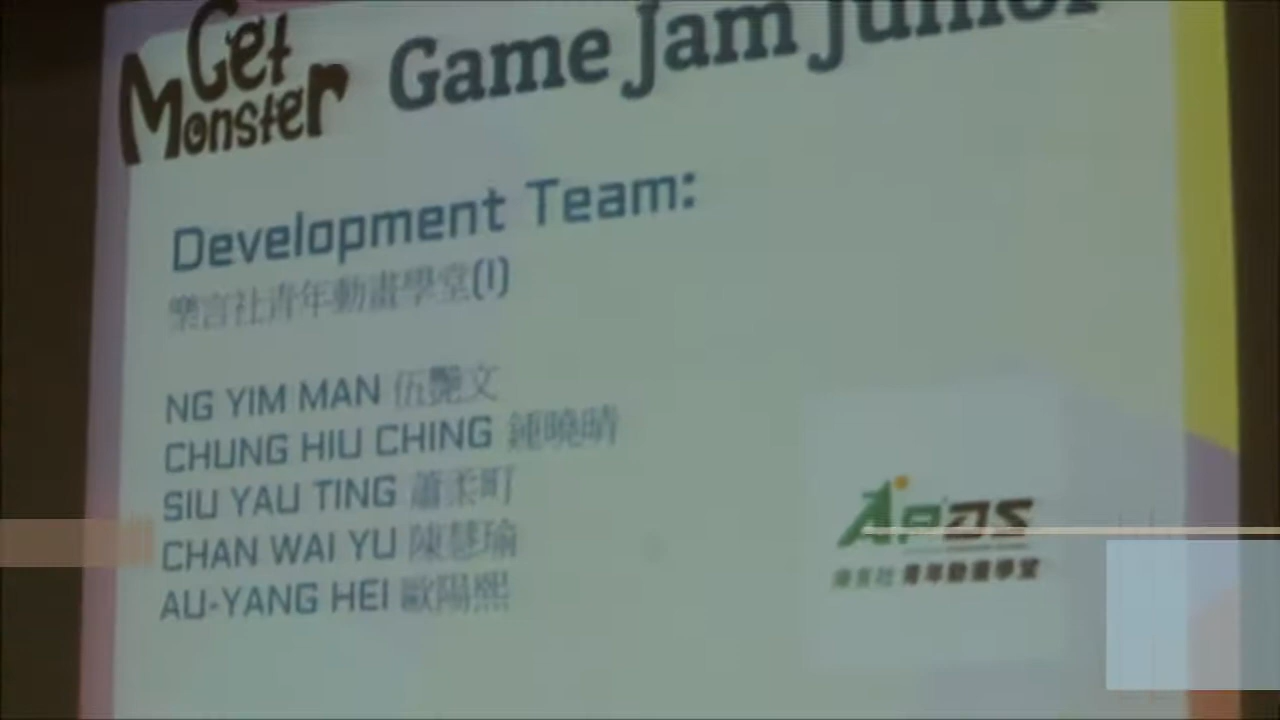 Get
Monster
Game Jam Junior
Development Team:
樂言社青年動畫學堂(I)
NG YIM MAN 伍艷文
CHUNG HIU CHING 鍾曉晴
SIU YAU TING 蕭柔町
CHAN WAI YU 陳慧瑜
AU-YANG HEI 歐陽熙
樂言社 青年動畫學堂